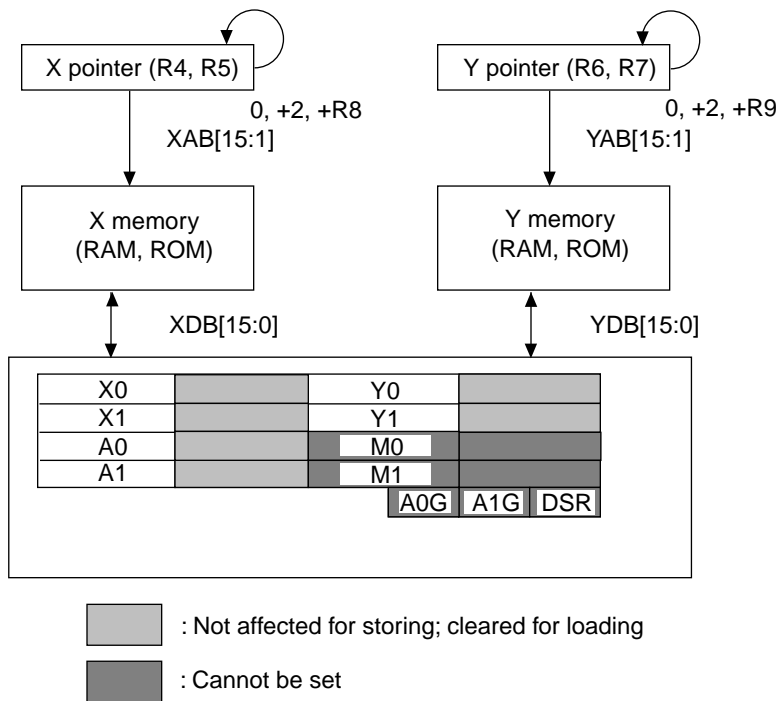 X pointer (R4, R5)
0, +2, +R8
XAB[15:1]
X memory
(RAM, ROM)
XDB[15:0]
Y pointer (R6, R7)
0, +2, +R9
YAB[15:1]
Y memory
(RAM, ROM)
YDB[15:0]
X0 Y0
X1 Y1
A0 M0
A1 M1
A0G A1G DSR
: Not affected for storing; cleared for loading
: Cannot be set